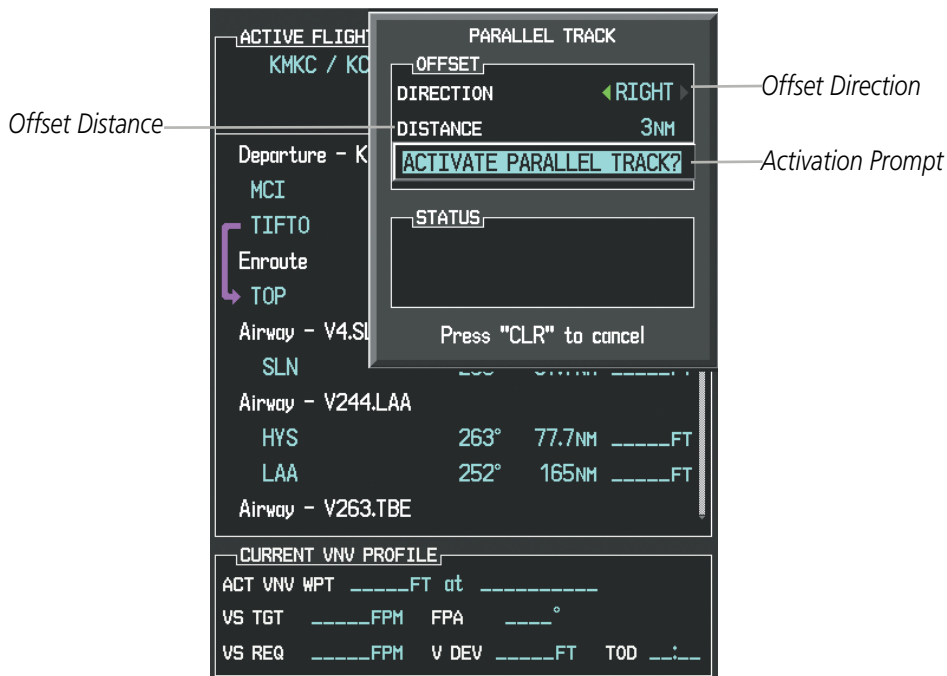 ACTIVE FLIGHT
KMKC / KC
PARALLEL TRACK
OFFSET
DIRECTION RIGHT
DISTANCE 3NM
ACTIVATE PARALLEL TRACK?
STATUS
Press "CLR" to cancel
Offset Direction
Offset Distance
Activation Prompt
Departure - K
MCI
TIFTO
Enroute
TOP
Airway - V4.SL
SLN _____FT
Airway - V244.LAA
HYS 263° 77.7NM _____FT
LAA 252° 165NM _____FT
Airway - V263.TBE
CURRENT VNV PROFILE
ACT VNV WPT _____FT at __________
VS TGT _____FPM FPA ____°
VS REQ _____FPM V DEV _____FT TOD __:__